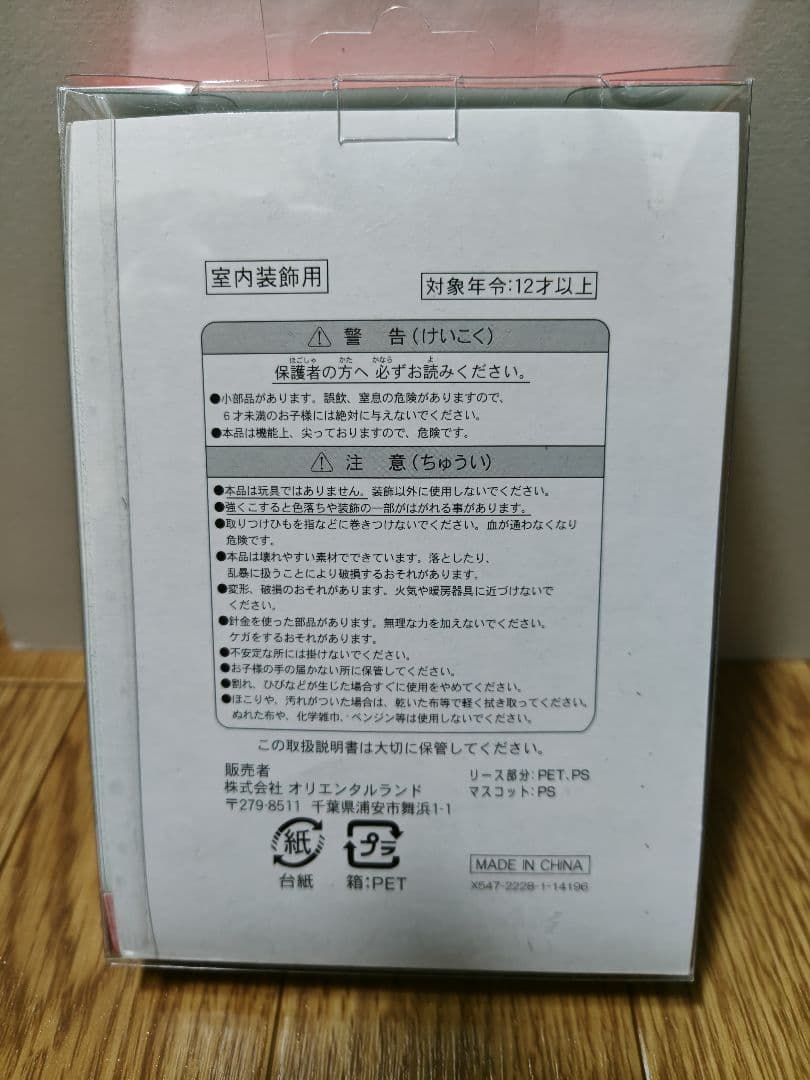 室内装飾用
対象年令:12才以上
⚠ 警 告(けいこく)
保護者の方へ 必ずお読みください。
ほごしゃ かた かなら よ
●小部品があります。誤飲、窒息の危険がありますので、
6才未満のお子様には絶対に与えないでください。
●本品は機能上、尖っておりますので、危険です。
⚠ 注 意(ちゅうい)
●本品は玩具ではありません。装飾以外に使用しないでください。
●強くこすると色落ちや装飾の一部がはがれる事があります。
●取りつけひもを指などに巻きつけないでください。血が通わなくなり
危険です。
●本品は壊れやすい素材でできています。落としたり、
乱暴に扱うことにより破損するおそれがあります。
●変形、破損のおそれがあります。火気や暖房器具に近づけないで
ください。
●針金を使った部品があります。無理な力を加えないでください。
ケガをするおそれがあります。
●不安定な所には掛けないでください。
●お子様の手の届かない所に保管してください。
●割れ、ひびなどが生じた場合すぐに使用をやめてください。
●ほこりや、汚れがついた場合は、乾いた布等で軽く拭き取ってください。
ぬれた布や、化学雑巾、ベンジン等は使用しないでください。
この取扱説明書は大切に保管してください。
販売者
株式会社 オリエンタルランド
〒279-8511 千葉県浦安市舞浜1-1
リース部分:PET、PS
マスコット:PS
紙
プラ
台紙
箱:PET
MADE IN CHINA
X547-2228-1-14196